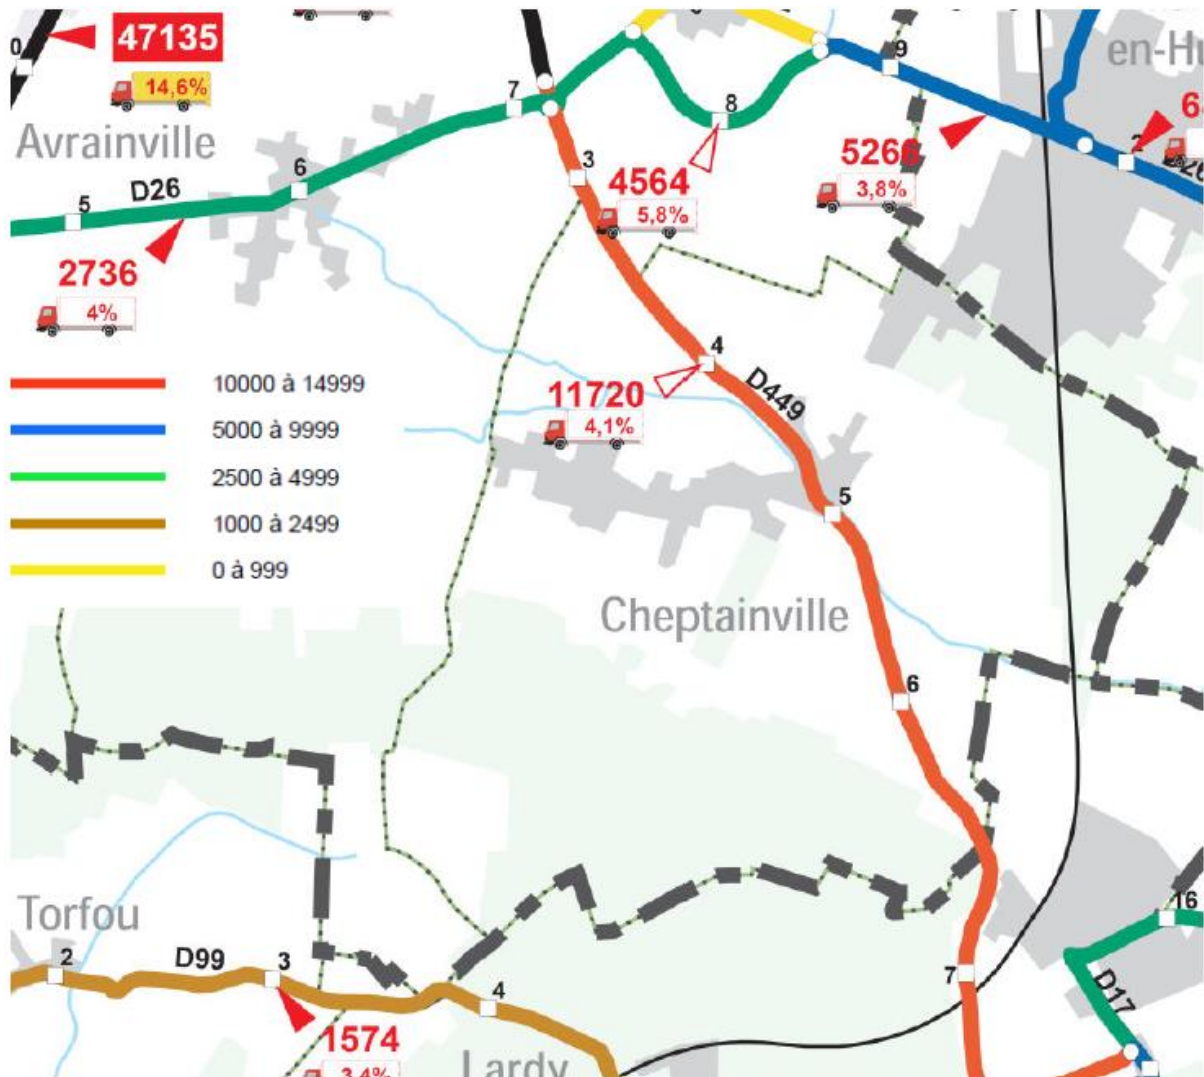 47135
0
14,6%
en-Hu
7
8
9
Avrainville
6
5266
2
6
3
4564
3,8%
D26
5
5,8%
2736
4%
4
10000 à 14999
11720
D449
4,1%
5000 à 9999
2500 à 4999
5
1000 à 2499
0 à 999
Cheptainville
6
Torfou
16
2
D99
3
7
4
D17
1574
Lardy
3,4%